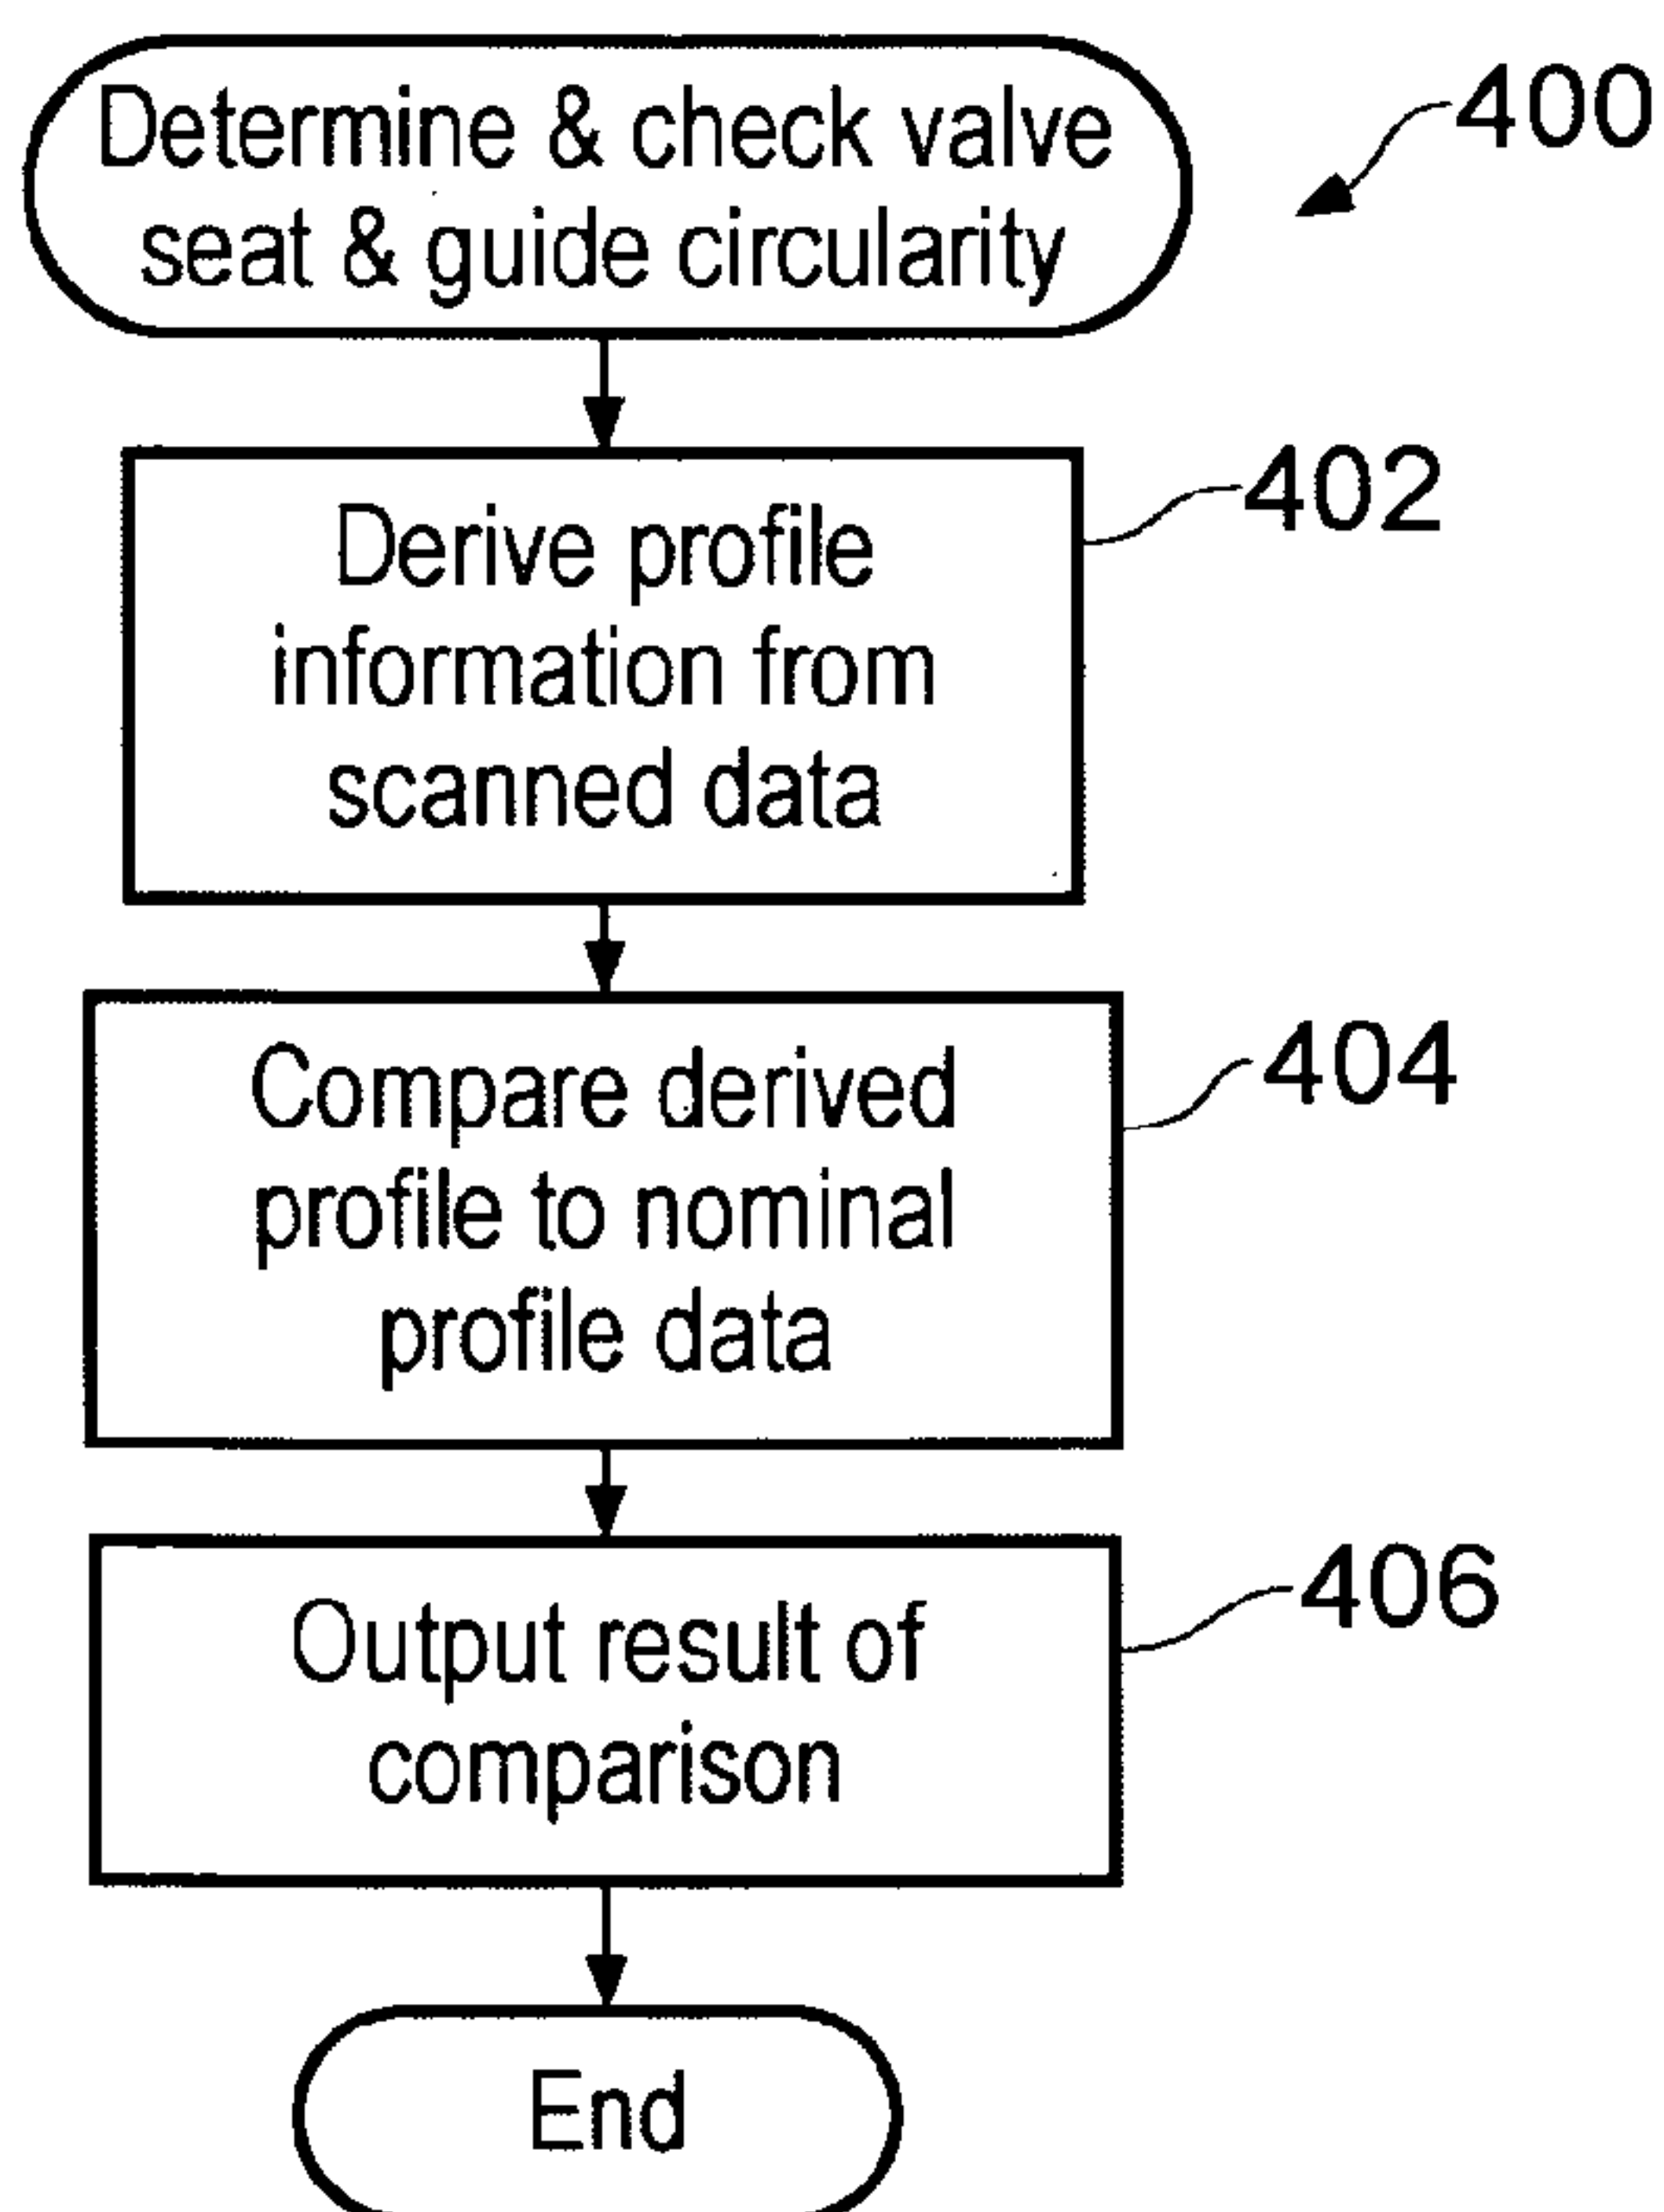 Determine & check valve
seat & guide circularity
400
Derive profile
information from
scanned data
402
Compare derived
profile to nominal
profile data
404
Output result of
comparison
406
End